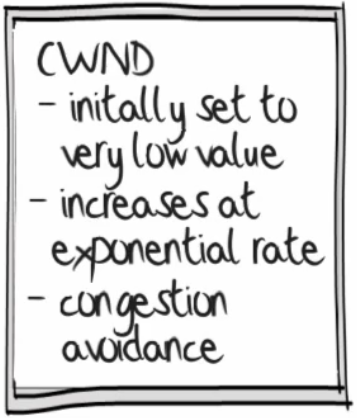 CWND
- initally set to
very low value
- increases at
exponential rate
- congestion
avoidance